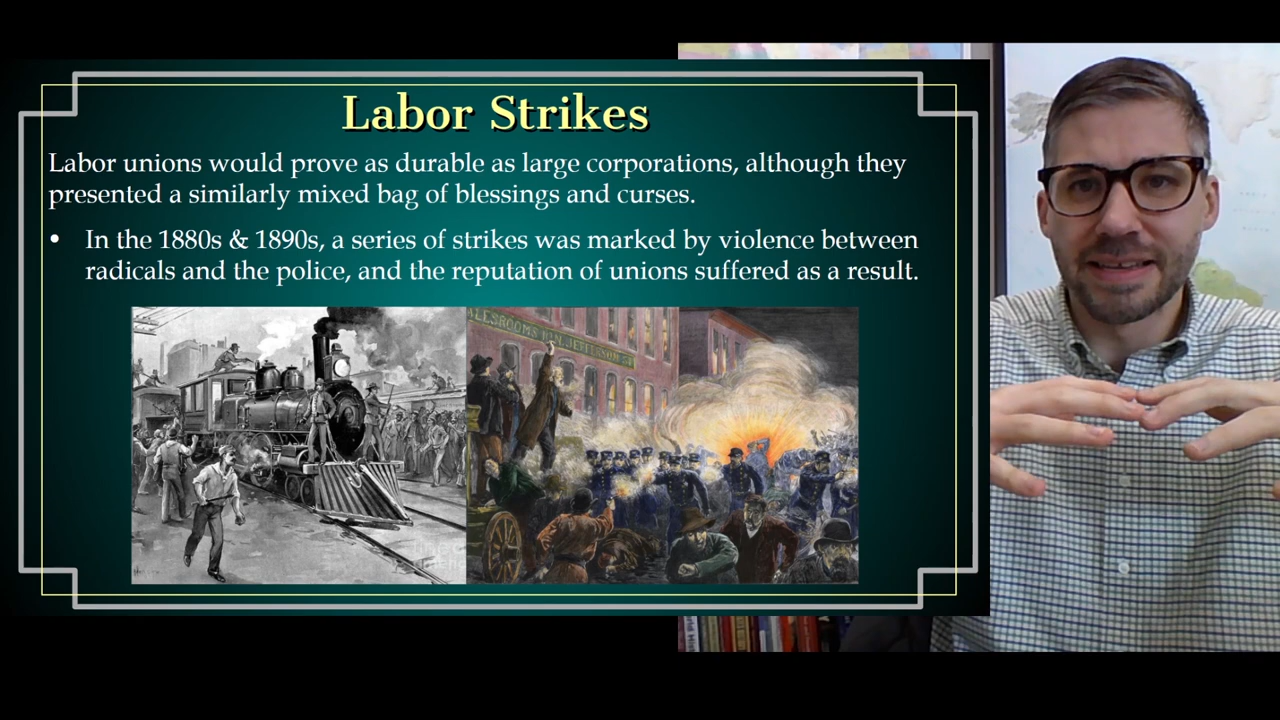 Labor Strikes
Labor unions would prove as durable as large corporations, although they
presented a similarly mixed bag of blessings and curses.
• In the 1880s & 1890s, a series of strikes was marked by violence between
radicals and the police, and the reputation of unions suffered as a result.